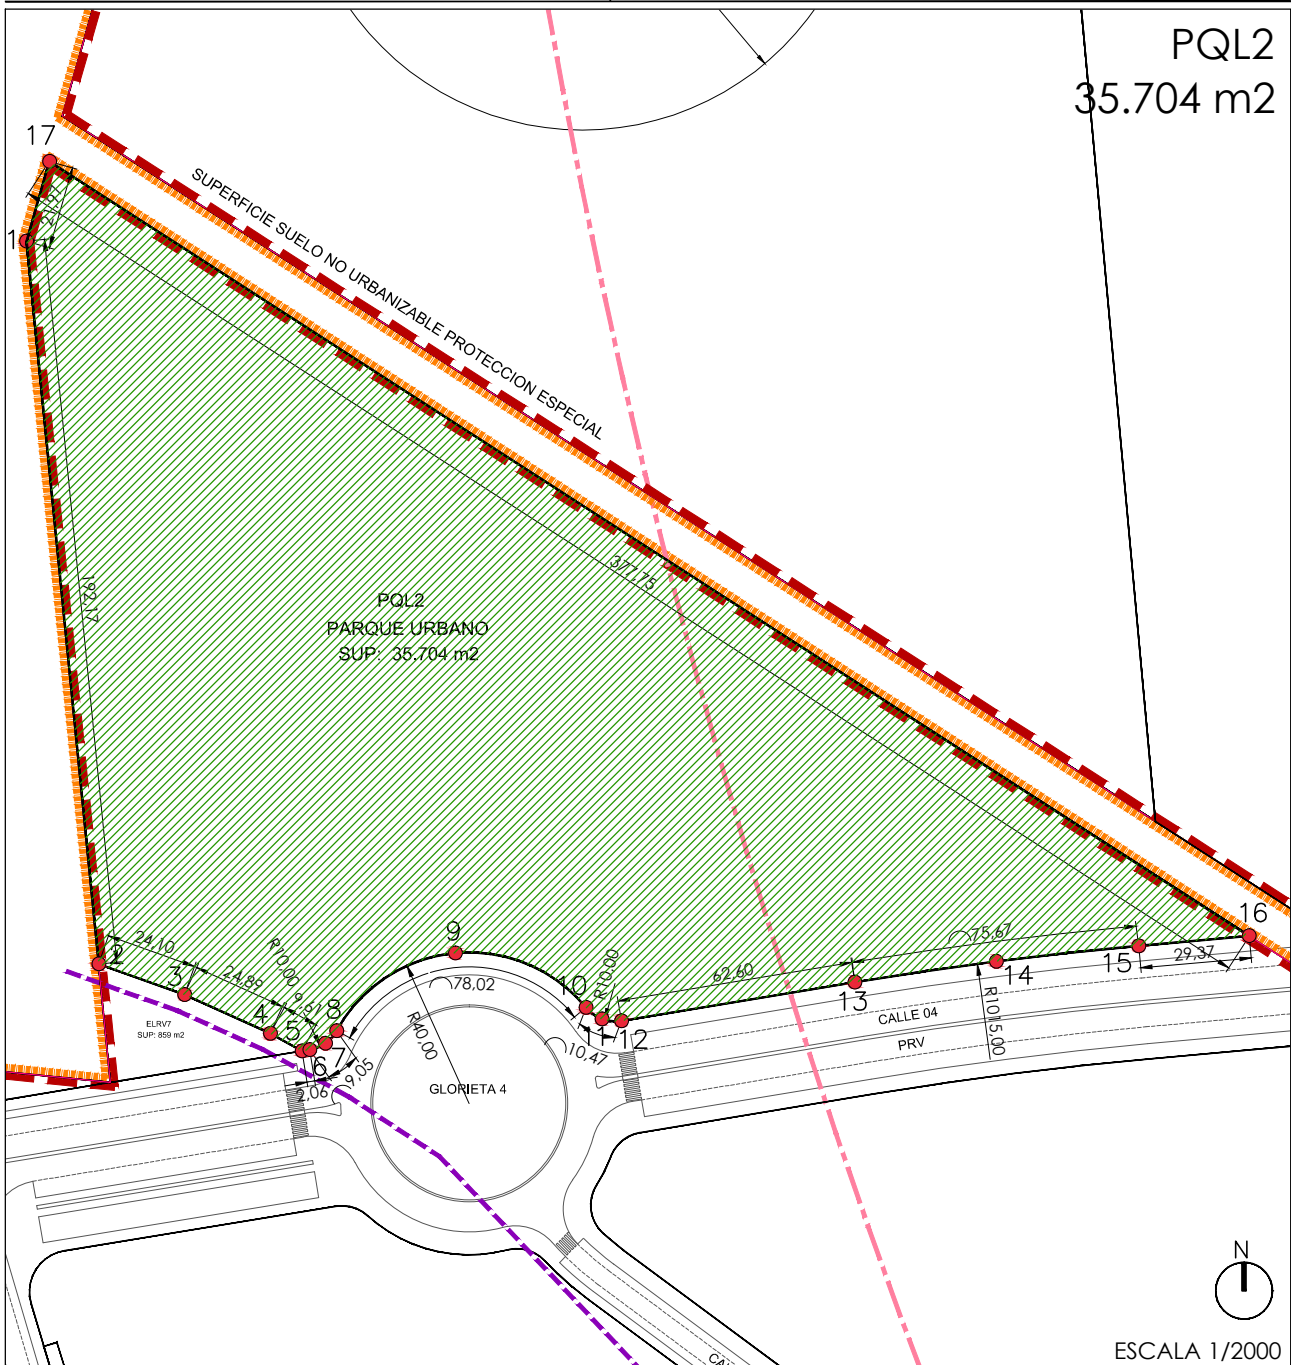 PQL2
35.704 m2
17
21,97
1
SUPERFICIE SUELO NO URBANIZABLE PROTECCION ESPECIAL
377,75
192,17
PQL2
PARQUE URBANO
SUP: 35.704 m2
16
9
2
24,10
3
24,89
R10,00
9,51
4
5
6
7
8
78,02
R40,00
10
R10,00
11
12
10,47
62,60
13
75,67
14
15
29,37
R1015,00
CALLE 04
PRV
ELRV7
SUP: 859 m2
2,06
9,05
GLORIETA 4
N
ESCALA 1/2000